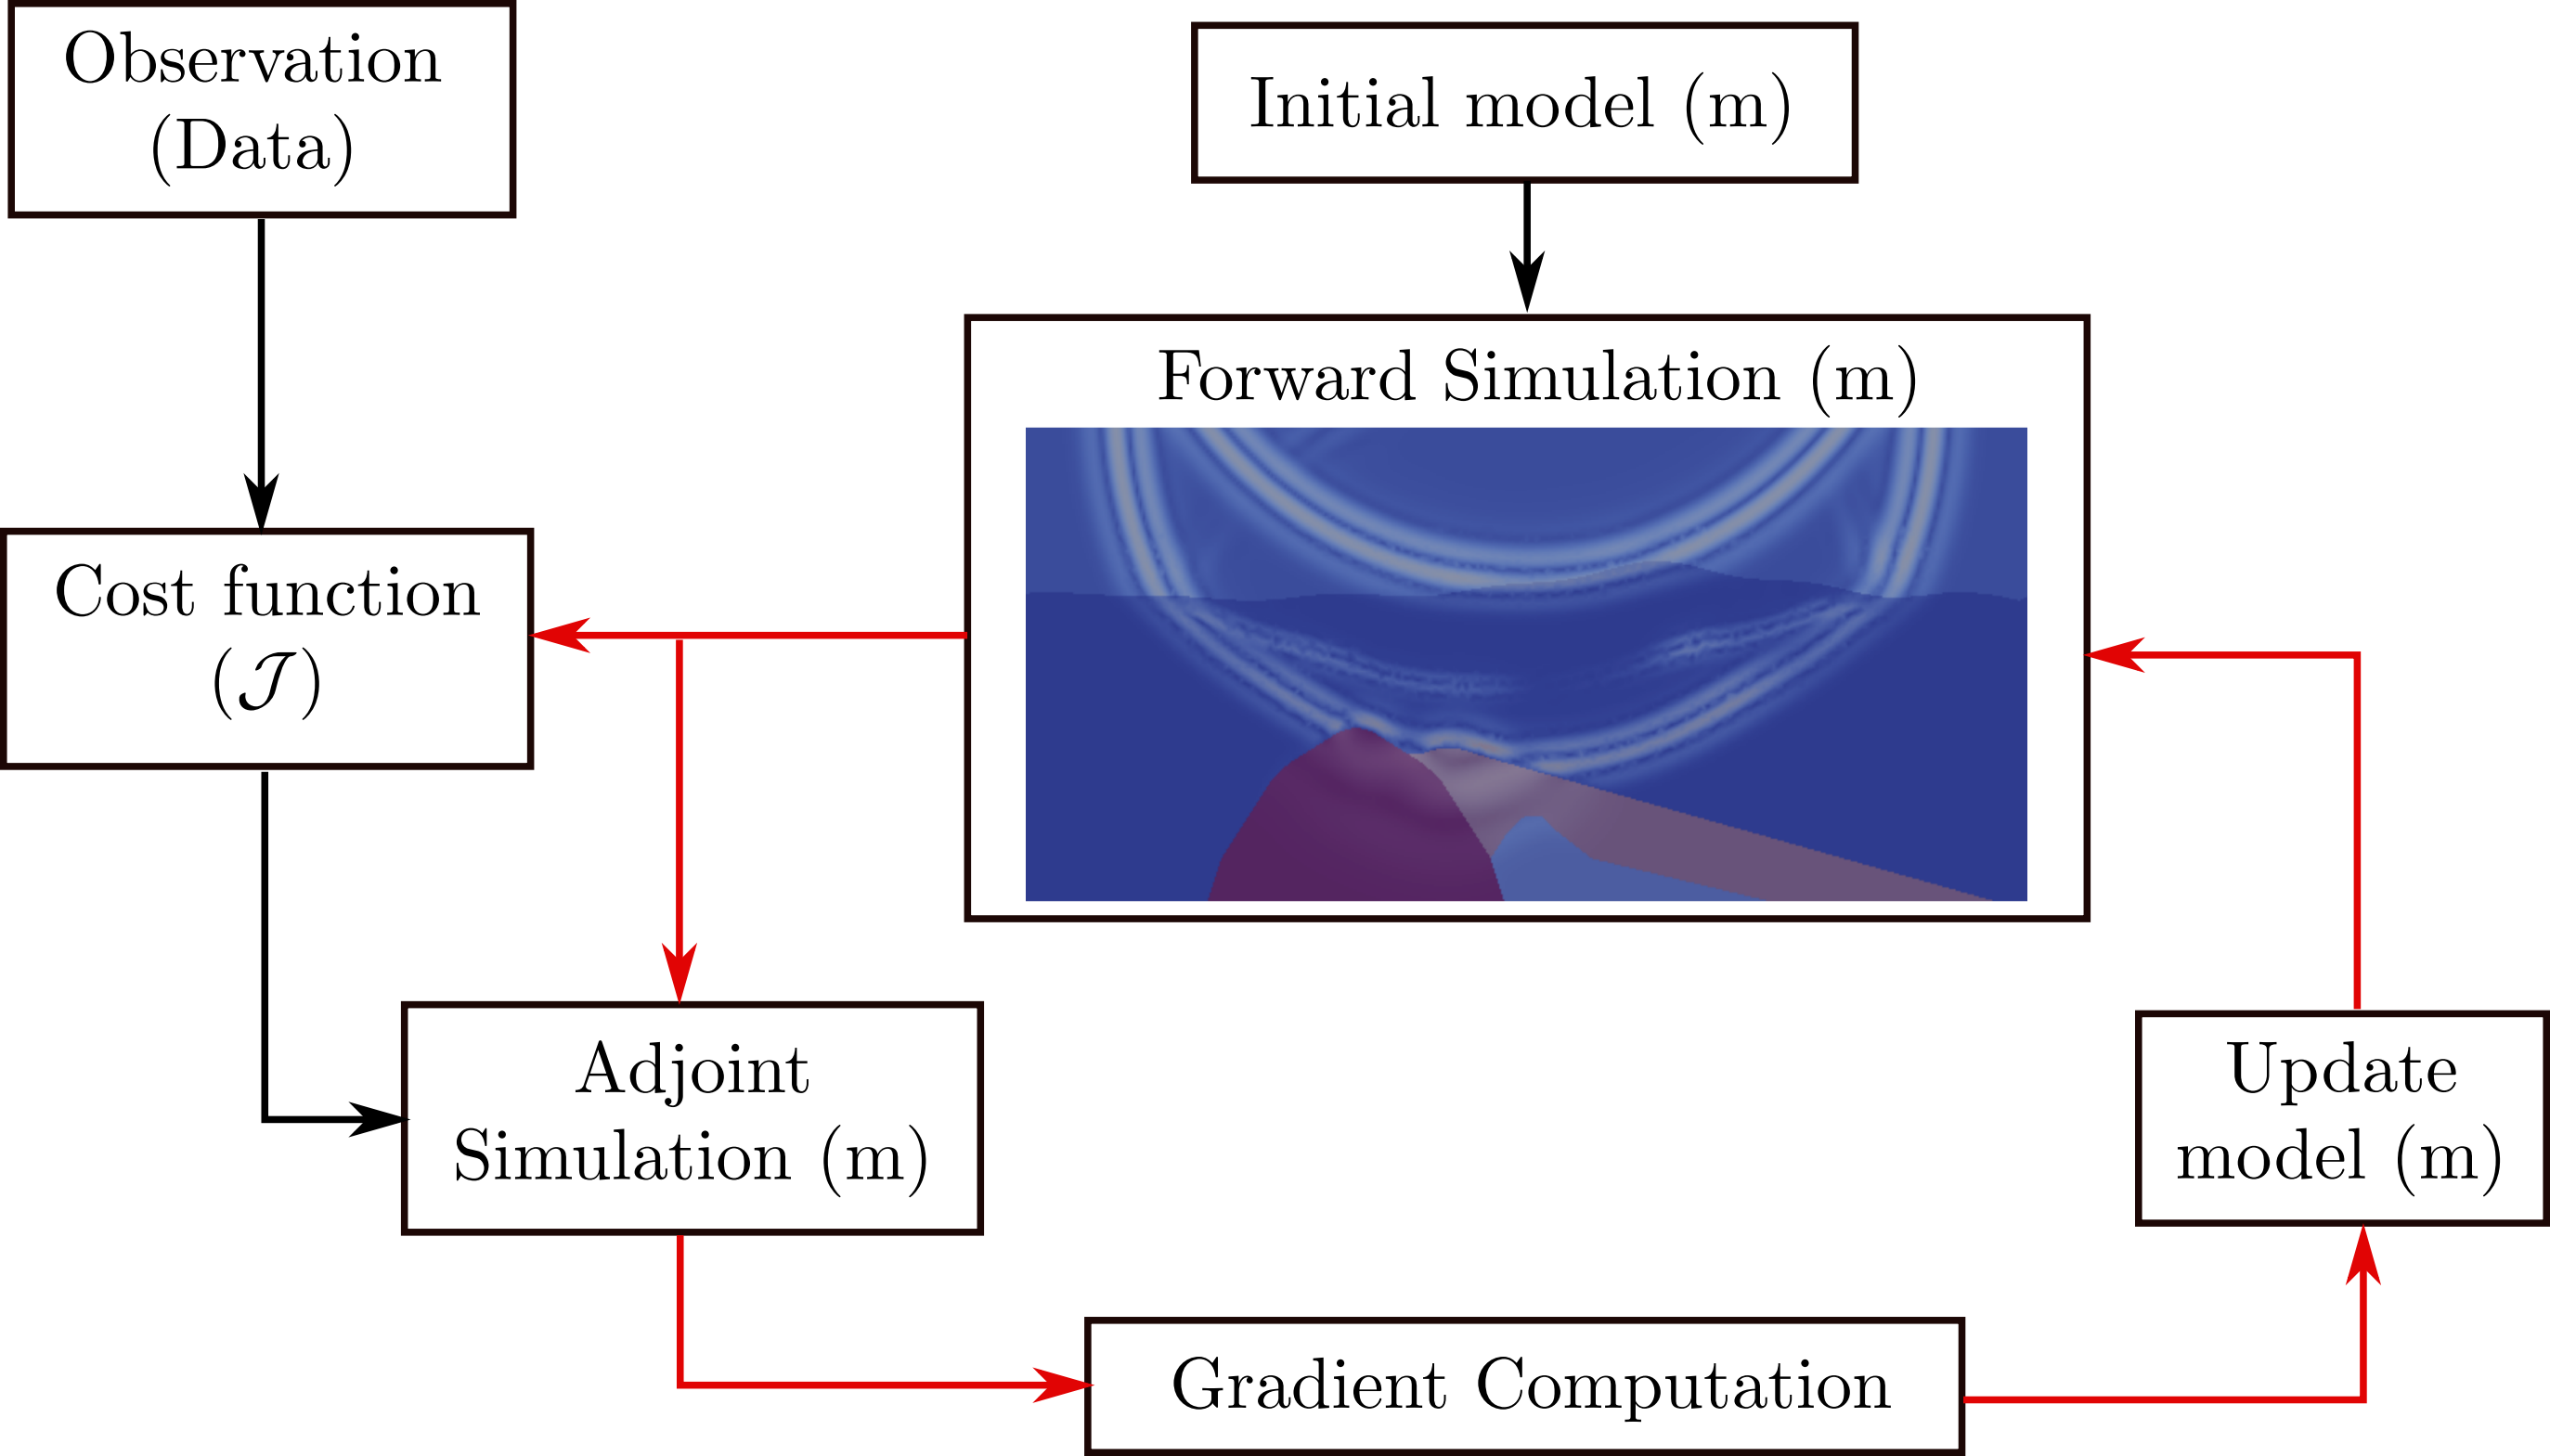 Observation
(Data)
Initial model (m)
Forward Simulation (m)
Cost function
(𝒥)
Adjoint
Simulation (m)
Update
model (m)
Gradient Computation